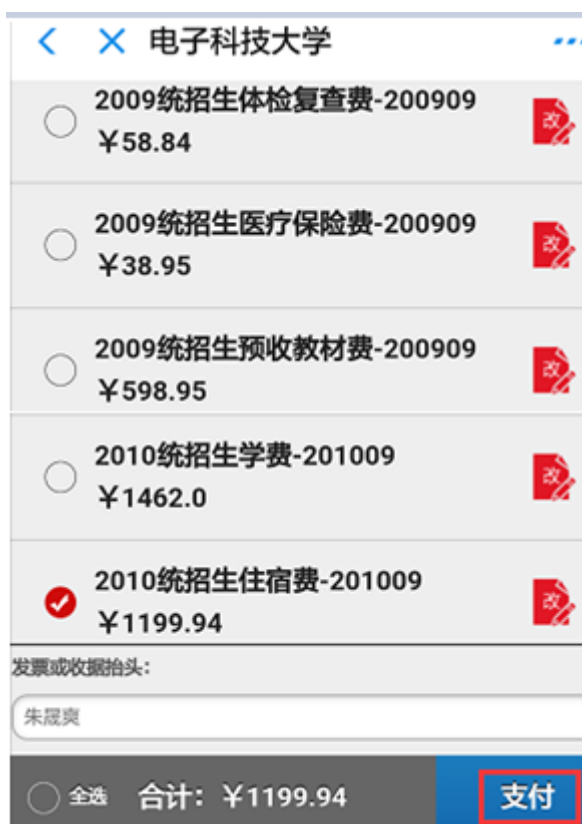 电子科技大学
2009统招生体检复查费-200909
￥58.84
改
2009统招生医疗保险费-200909
￥38.95
改
2009统招生预收教材费-200909
￥598.95
改
2010统招生学费-201009
￥1462.0
改
2010统招生住宿费-201009
￥1199.94
改
发票或收据抬头：
朱晟爽
全选 合计：￥1199.94 支付